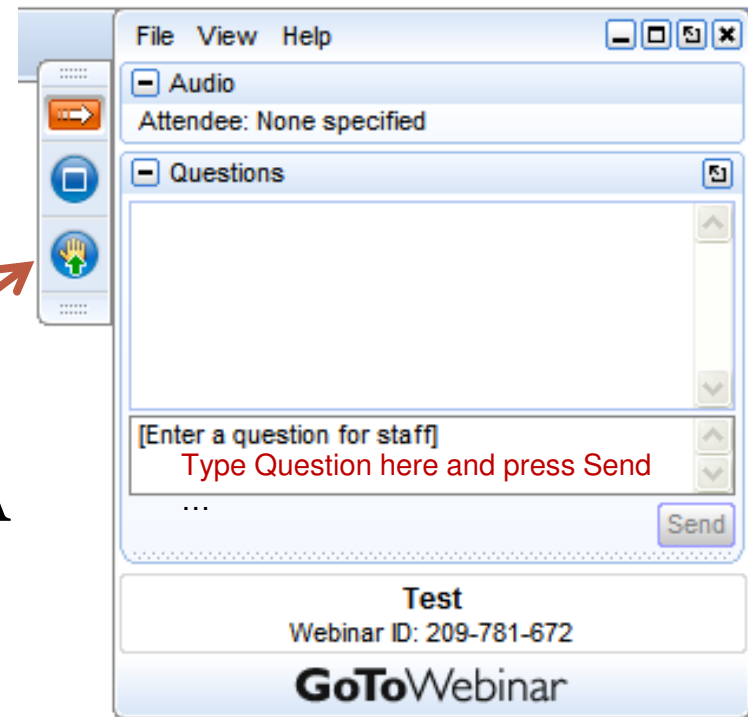 File View Help
Audio
Attendee: None specified
Questions
[Enter a question for staff]
Type Question here and press Send
…
Send
Test
Webinar ID: 209-781-672
GoToWebinar